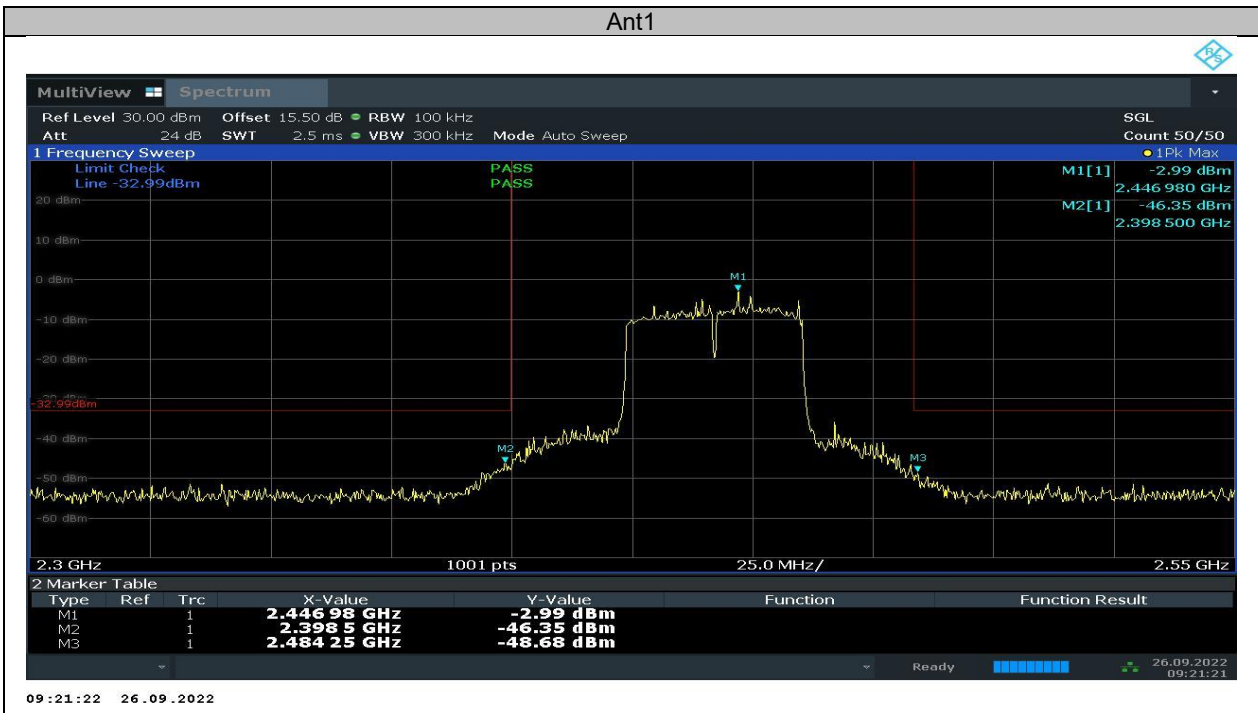 Ant1
R/S
MultiView Spectrum
Ref Level 30.00 dBm Offset 15.50 dB RBW 100 kHz SGL
Att 24 dB SWT 2.5 ms VBW 300 kHz Mode Auto Sweep Count 50/50
1 Frequency Sweep 1Pk Max
Limit Check PASS M1[1] -2.99 dBm
Line -32.99dBm PASS 2.446 980 GHz
20 dBm M2[1] -46.35 dBm
2.398 500 GHz
10 dBm
M1
0 dBm
-10 dBm
-20 dBm
-32.99dBm
-40 dBm
M2
M3
-50 dBm
-60 dBm
2.3 GHz 1001 pts 25.0 MHz/ 2.55 GHz
2 Marker Table
Type Ref Trc X-Value Y-Value Function Function Result
M1 1 2.446 98 GHz -2.99 dBm
M2 1 2.398 5 GHz -46.35 dBm
M3 1 2.484 25 GHz -48.68 dBm
Ready 26.09.2022
09:21:21
09:21:22 26.09.2022